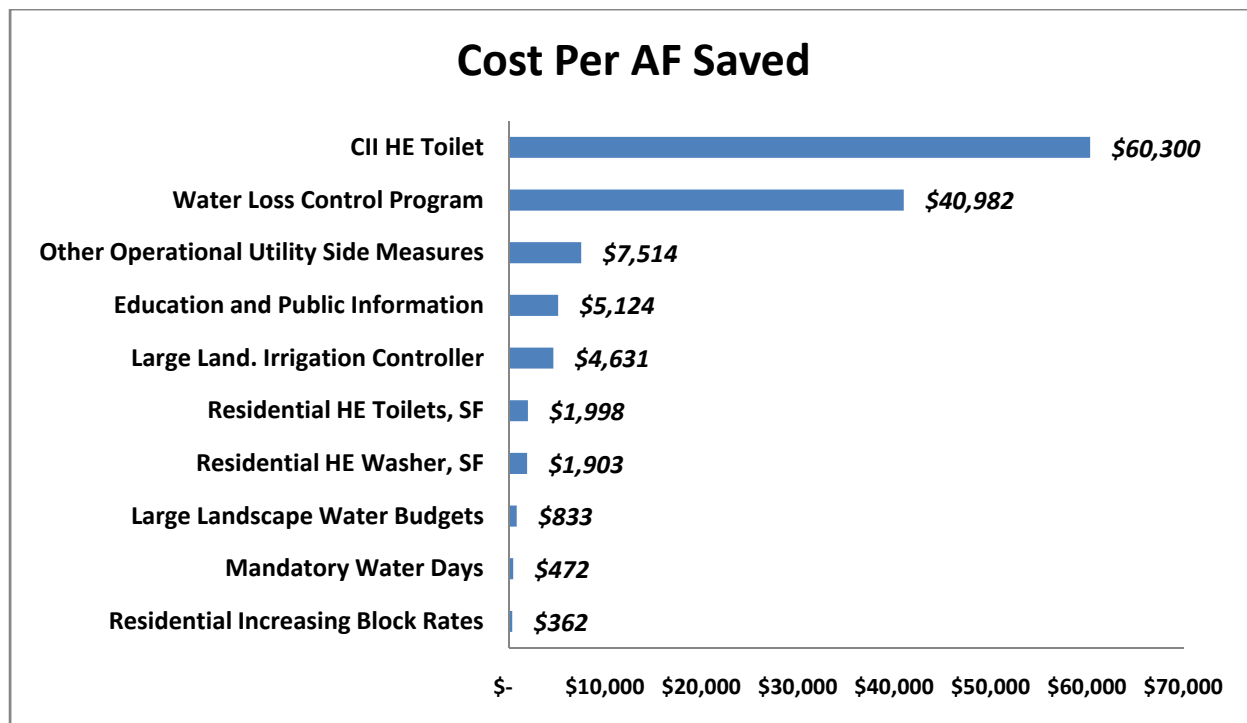 Cost Per AF Saved
CII HE Toilet $60,300
Water Loss Control Program $40,982
Other Operational Utility Side Measures $7,514
Education and Public Information $5,124
Large Land. Irrigation Controller $4,631
Residential HE Toilets, SF $1,998
Residential HE Washer, SF $1,903
Large Landscape Water Budgets $833
Mandatory Water Days $472
Residential Increasing Block Rates $362
$- $10,000 $20,000 $30,000 $40,000 $50,000 $60,000 $70,000